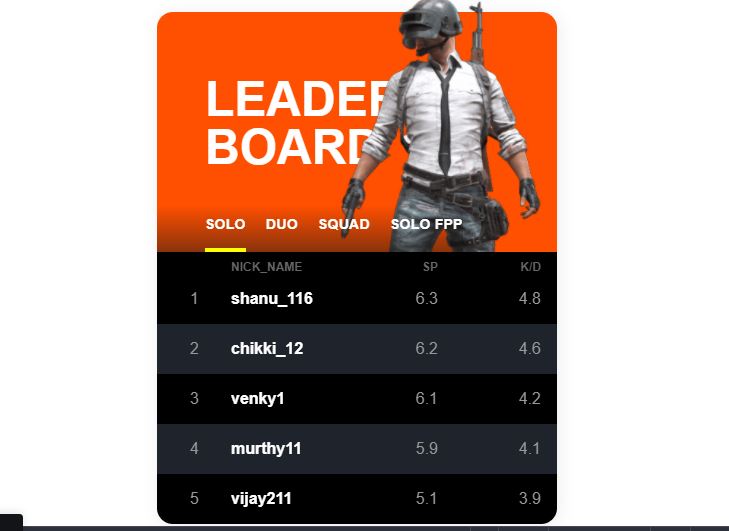 LEADER
BOARD
SOLO DUO SQUAD SOLO FPP
NICK_NAME SP K/D
1 shanu_116 6.3 4.8
2 chikki_12 6.2 4.6
3 venky1 6.1 4.2
4 murthy11 5.9 4.1
5 vijay211 5.1 3.9